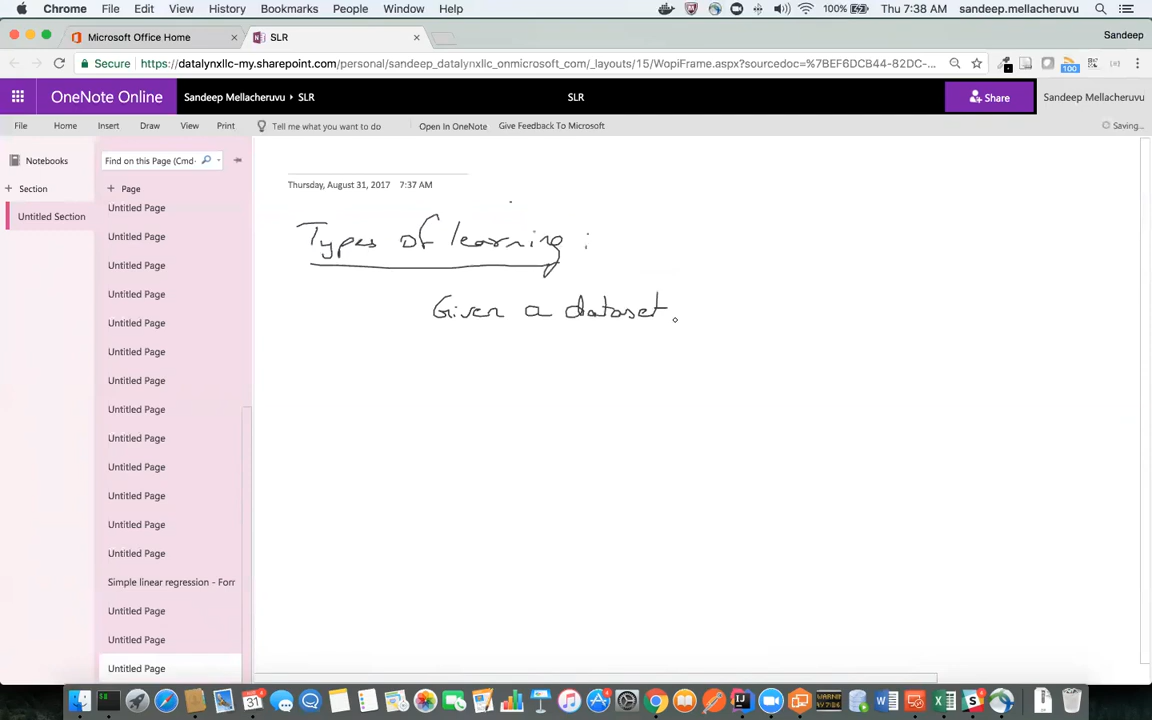 Chrome File Edit View History Bookmarks People Window Help 100% Thu 7:38 AM sandeep.mellacheruvu
Microsoft Office Home × SLR × Sandeep
Secure https://datalynxllc-my.sharepoint.com/personal/sandeep_datalynxllc_onmicrosoft_com/_layouts/15/WopiFrame.aspx?sourcedoc=%7BEF6DCB44-82DC-...
100
OneNote Online Sandeep Mellacheruvu ▸ SLR SLR Share Sandeep Mellacheruvu
File Home Insert Draw View Print Tell me what you want to do Open In OneNote Give Feedback To Microsoft Saving...
Notebooks
+ Section
Untitled Section
Find on this Page (Cmd-
+ Page
Untitled Page
Untitled Page
Untitled Page
Untitled Page
Untitled Page
Untitled Page
Untitled Page
Untitled Page
Untitled Page
Untitled Page
Untitled Page
Untitled Page
Untitled Page
Simple linear regression - Forr
Untitled Page
Untitled Page
Untitled Page
Thursday, August 31, 2017 7:37 AM
Types of learning :
Given a dataset.